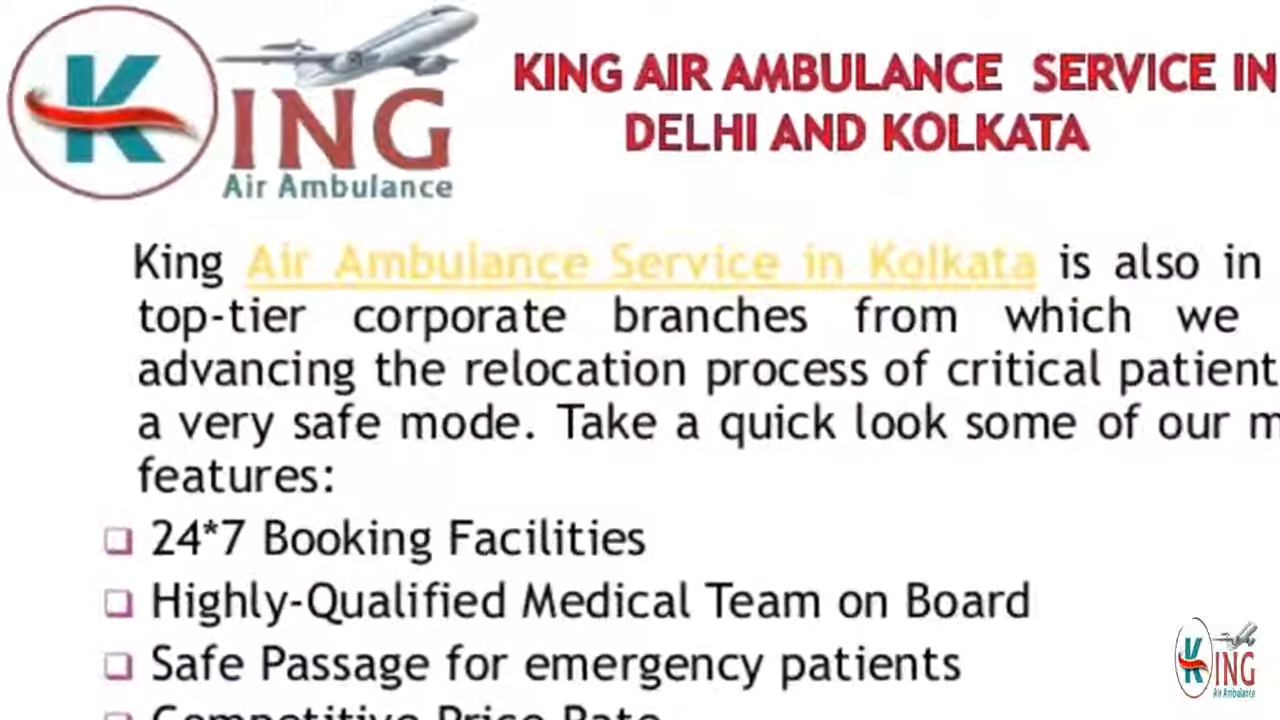 KING
Air Ambulance
KING AIR AMBULANCE SERVICE IN
DELHI AND KOLKATA
King Air Ambulance Service in Kolkata is also in
top-tier corporate branches from which we
advancing the relocation process of critical patient
a very safe mode. Take a quick look some of our m
features:
24*7 Booking Facilities
Highly-Qualified Medical Team on Board
Safe Passage for emergency patients
Competitive Price Rate
KING
Air Ambulance